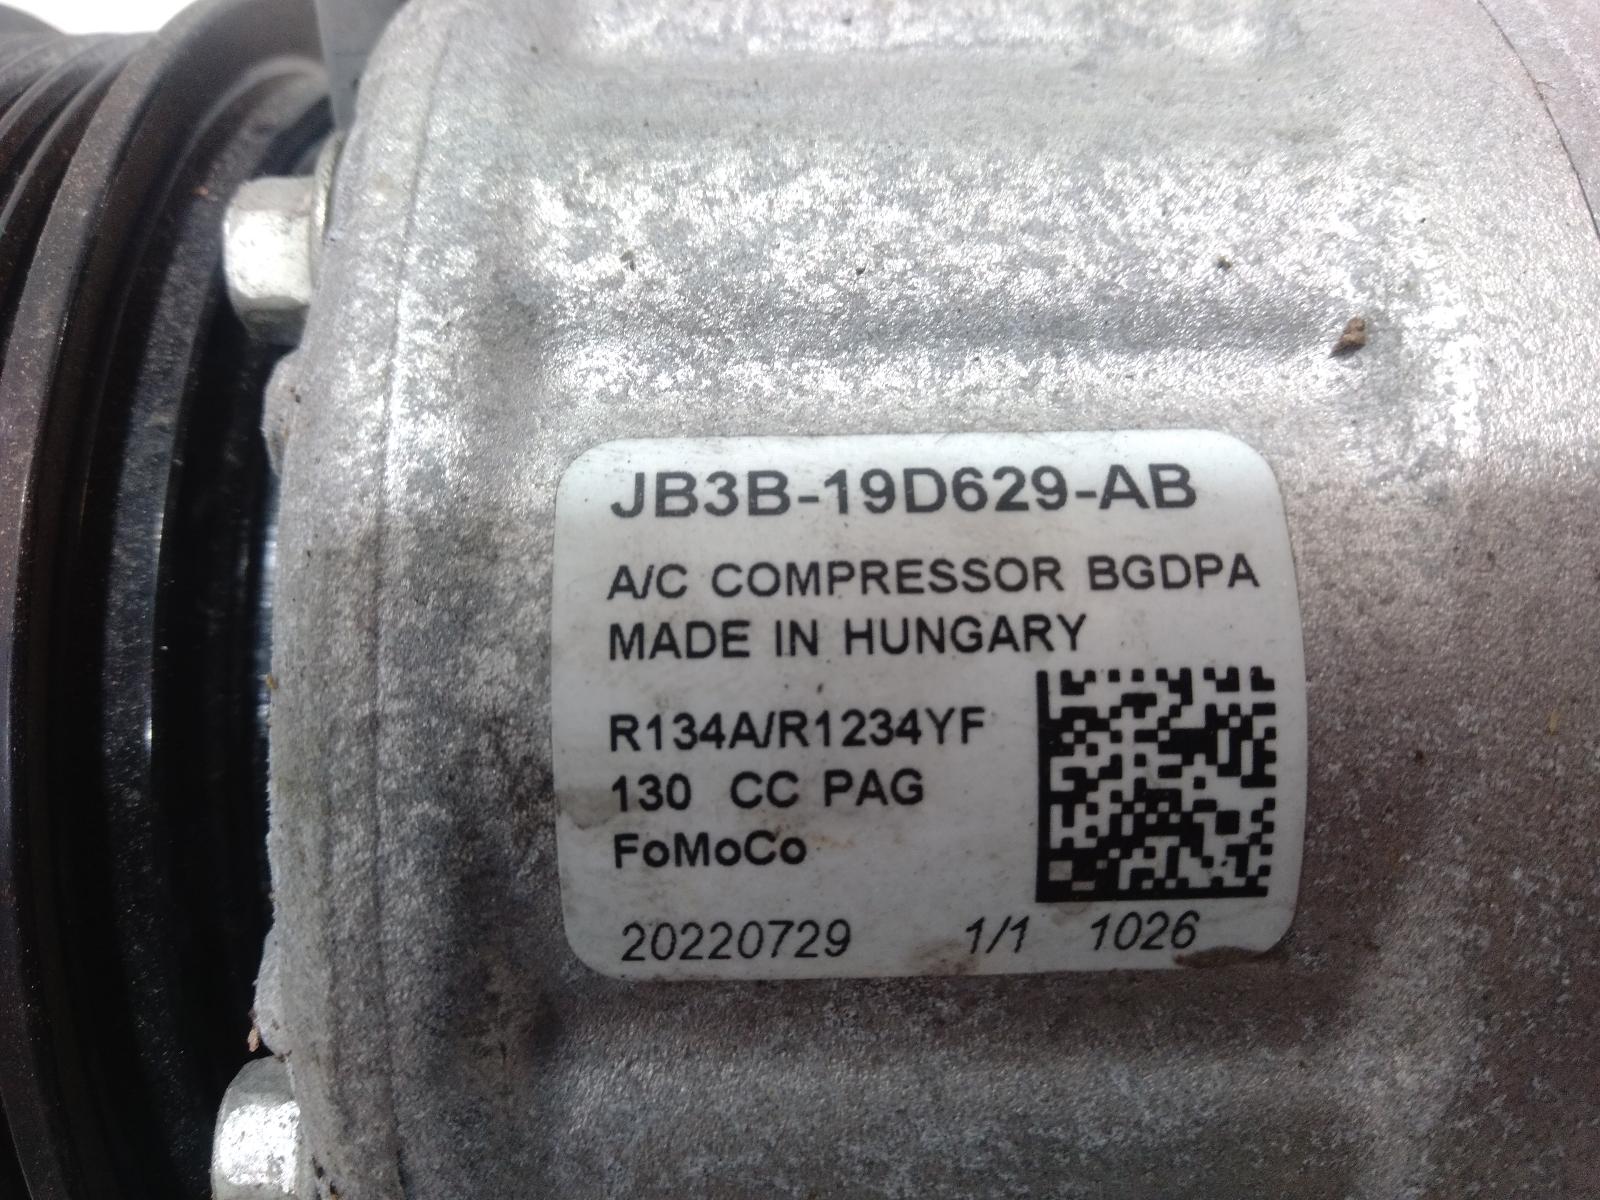 JB3B-19D629-AB
A/C COMPRESSOR BGDPA
MADE IN HUNGARY
R134A/R1234YF
130 CC PAG
FoMoCo
20220729 1/1 1026